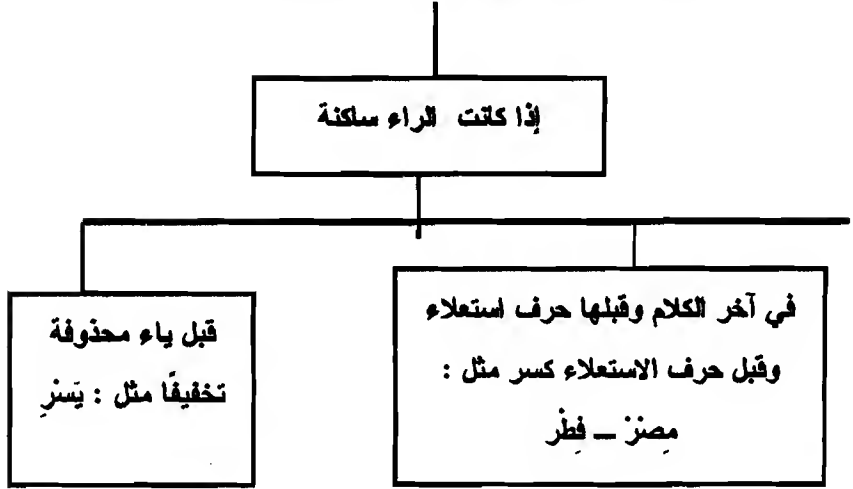 إذا كانت الراء ساكنة
في آخر الكلام وقبلها حرف استعلاء
وقبل حرف الاستعلاء كسر مثل :
مِصْرْ – فِطْر
قبل ياء محذوفة
تخفيفًا مثل : يَسْرِ